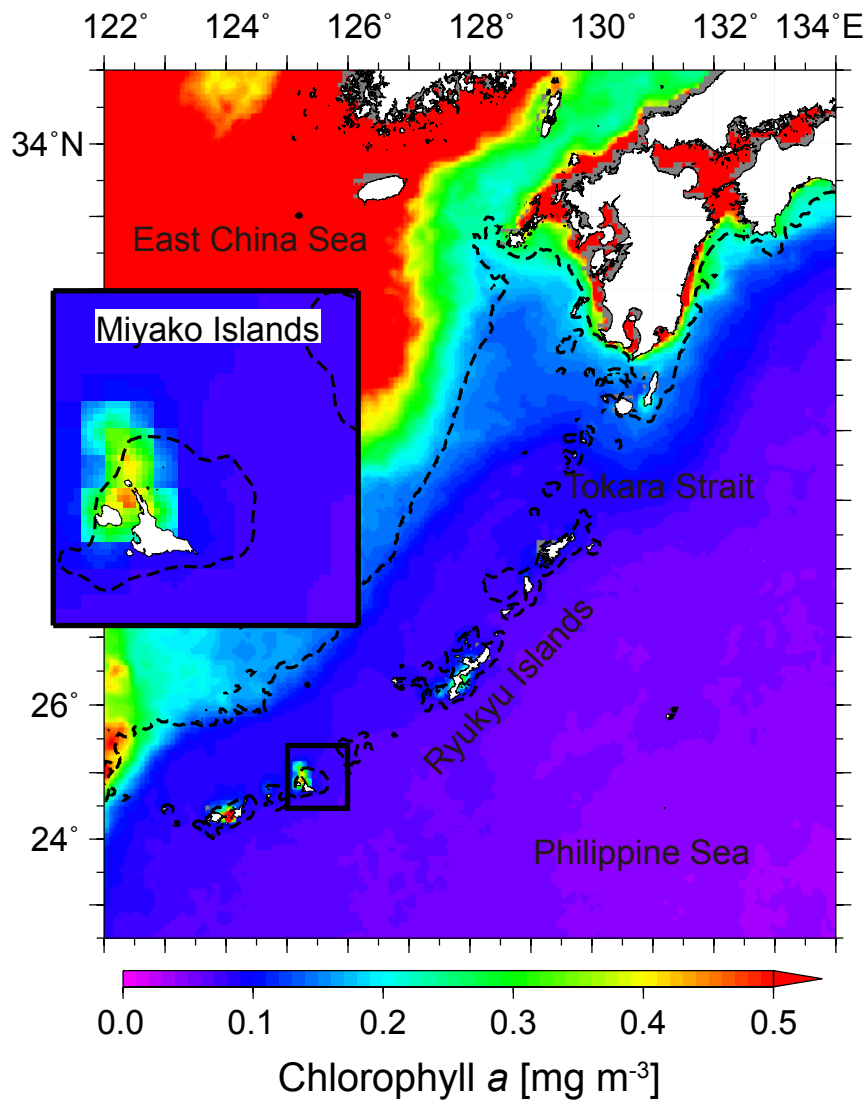 122˚ 124˚ 126˚ 128˚ 130˚ 132˚ 134˚E
34˚N
East China Sea
Miyako Islands
Tokara Strait
Ryukyu Islands
26˚
24˚
Philippine Sea
0.0 0.1 0.2 0.3 0.4 0.5
Chlorophyll a [mg m-3]